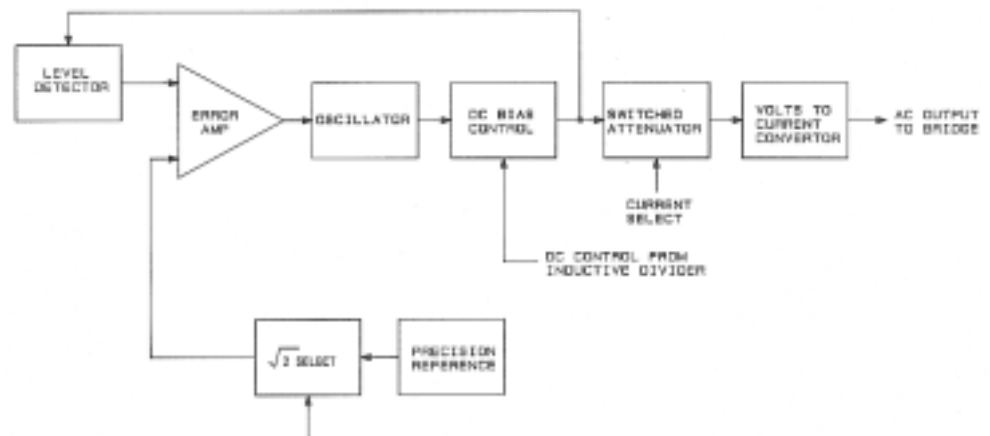 LEVEL
DETECTOR
ERROR
AMP
OSCILLATOR
DC BIAS
CONTROL
SWITCHED
ATTENUATOR
VOLTS TO
CURRENT
CONVERTOR
AC OUTPUT
TO BRIDGE
CURRENT
SELECT
DC CONTROL FROM
INDUCTIVE DIVIDER
√2 SELECT
PRECISION
REFERENCE